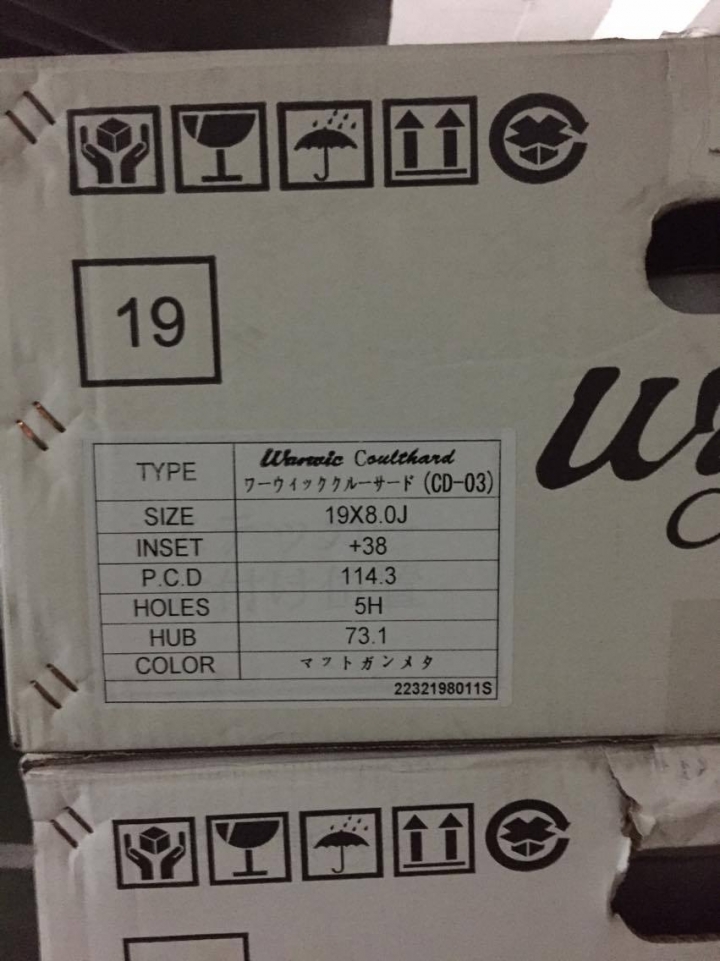 19
TYPE Warwic Coulthard
ワーウィッククルーサード (CD-03)
SIZE 19X8.0J
INSET +38
P.C.D 114.3
HOLES 5H
HUB 73.1
COLOR マットガンメタ
2232198011S